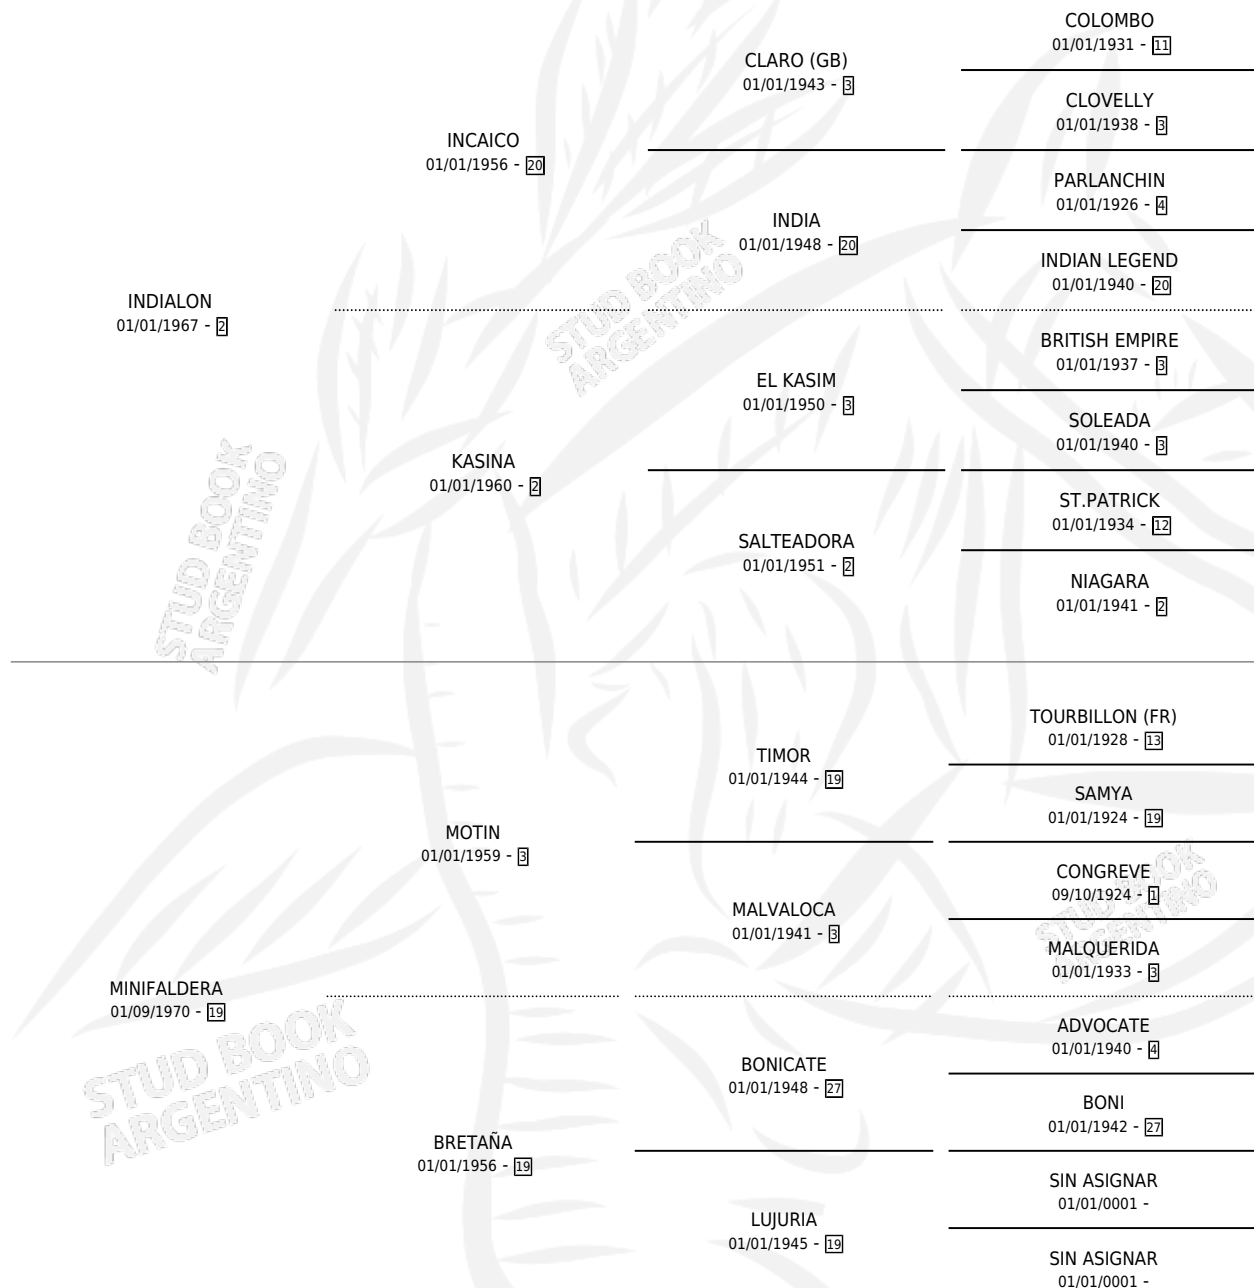 COLOMBO
01/01/1931 - 11
CLARO (GB)
01/01/1943 - 3
CLOVELLY
01/01/1938 - 3
INCAICO
01/01/1956 - 20
PARLANCHIN
01/01/1926 - 4
INDIA
01/01/1948 - 20
INDIAN LEGEND
01/01/1940 - 20
INDIALON
01/01/1967 - 2
BRITISH EMPIRE
01/01/1937 - 3
EL KASIM
01/01/1950 - 3
SOLEADA
01/01/1940 - 3
KASINA
01/01/1960 - 2
ST.PATRICK
01/01/1934 - 12
SALTEADORA
01/01/1951 - 2
NIAGARA
01/01/1941 - 2
TOURBILLON (FR)
01/01/1928 - 13
TIMOR
01/01/1944 - 19
SAMYA
01/01/1924 - 19
MOTIN
01/01/1959 - 3
CONGREVE
09/10/1924 - 1
MALVALOCA
01/01/1941 - 3
MALQUERIDA
01/01/1933 - 3
MINIFALDERA
01/09/1970 - 19
ADVOCATE
01/01/1940 - 4
BONICATE
01/01/1948 - 27
BONI
01/01/1942 - 27
BRETAÑA
01/01/1956 - 19
SIN ASIGNAR
01/01/0001 -
LUJURIA
01/01/1945 - 19
SIN ASIGNAR
01/01/0001 -
STUD BOOK
ARGENTINO
STUD BOOK
ARGENTINO
STUD BOOK
ARGENTINO
STUD BOOK
ARGENTINO